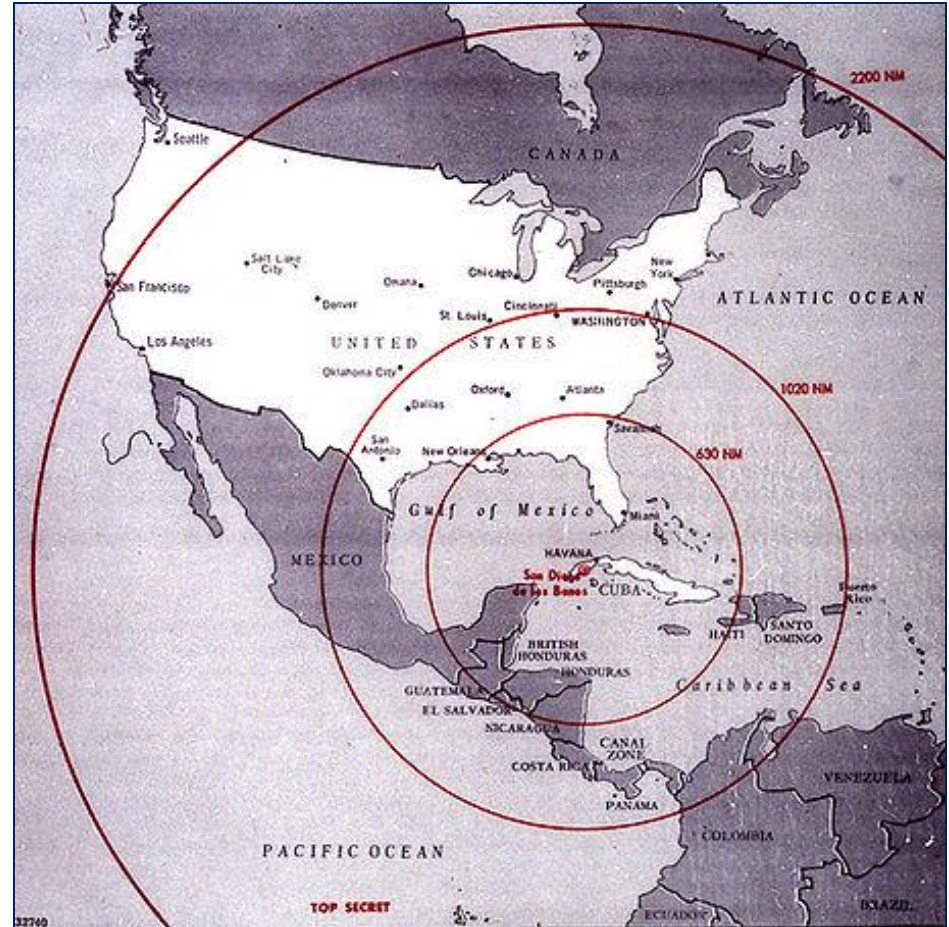 2200 NM
Seattle
CANADA
Salt Lake
City
Chicago
New
York
San Francisco
Omaha
Pittsburgh
Denver
ATLANTIC OCEAN
Cincinnati
St. Louis
WASHINGTON
Los Angeles
UNITED STATES
Oklahoma City
1020 NM
Oxford
Atlanta
Dallas
Savannah
San
Antonio
New Orleans
630 NM
Gulf of Mexico
Miami
HAVANA
MEXICO
San Diego
de los Banos
CUBA
Puerto
Rico
HAITI
SANTO
DOMINGO
BRITISH
HONDURAS
HONDURAS
GUATEMALA
Caribbean Sea
EL SALVADOR
NICARAGUA
CANAL
ZONE
COSTA RICA
VENEZUELA
PANAMA
COLOMBIA
PACIFIC OCEAN
TOP SECRET
BRAZIL
ECUADOR
32760